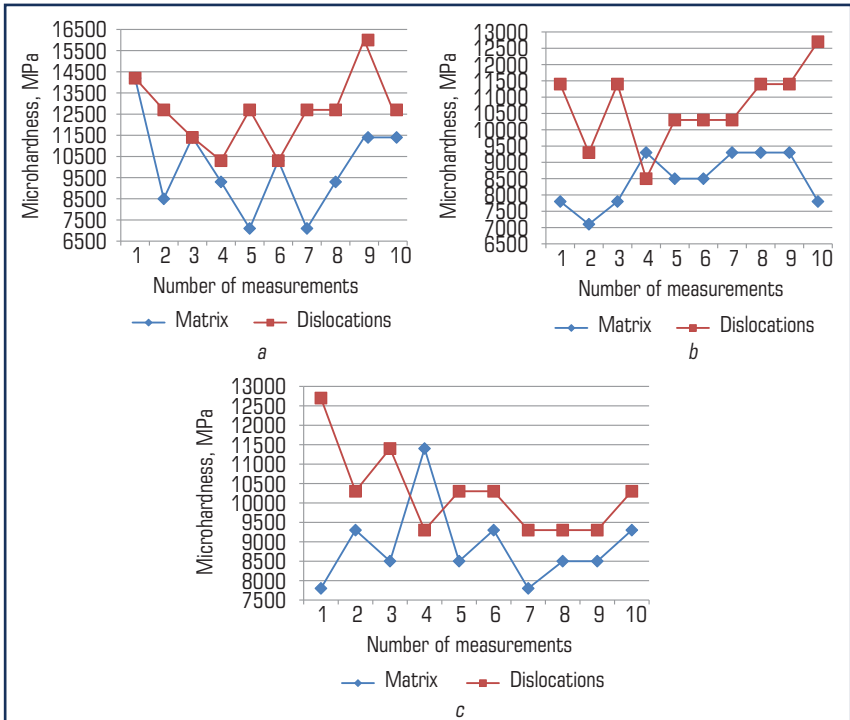 Microhardness, MPa
16500
15500
14500
13500
12500
11500
10500
9500
8500
7500
6500
1 2 3 4 5 6 7 8 9 10
Number of measurements
Matrix Dislocations
a
Microhardness, MPa
13000
12500
12000
11500
11000
10500
10000
9500
9000
8500
8000
7500
7000
6500
1 2 3 4 5 6 7 8 9 10
Number of measurements
Matrix Dislocations
b
Microhardness, MPa
13000
12500
12000
11500
11000
10500
10000
9500
9000
8500
8000
7500
1 2 3 4 5 6 7 8 9 10
Number of measurements
Matrix Dislocations
c